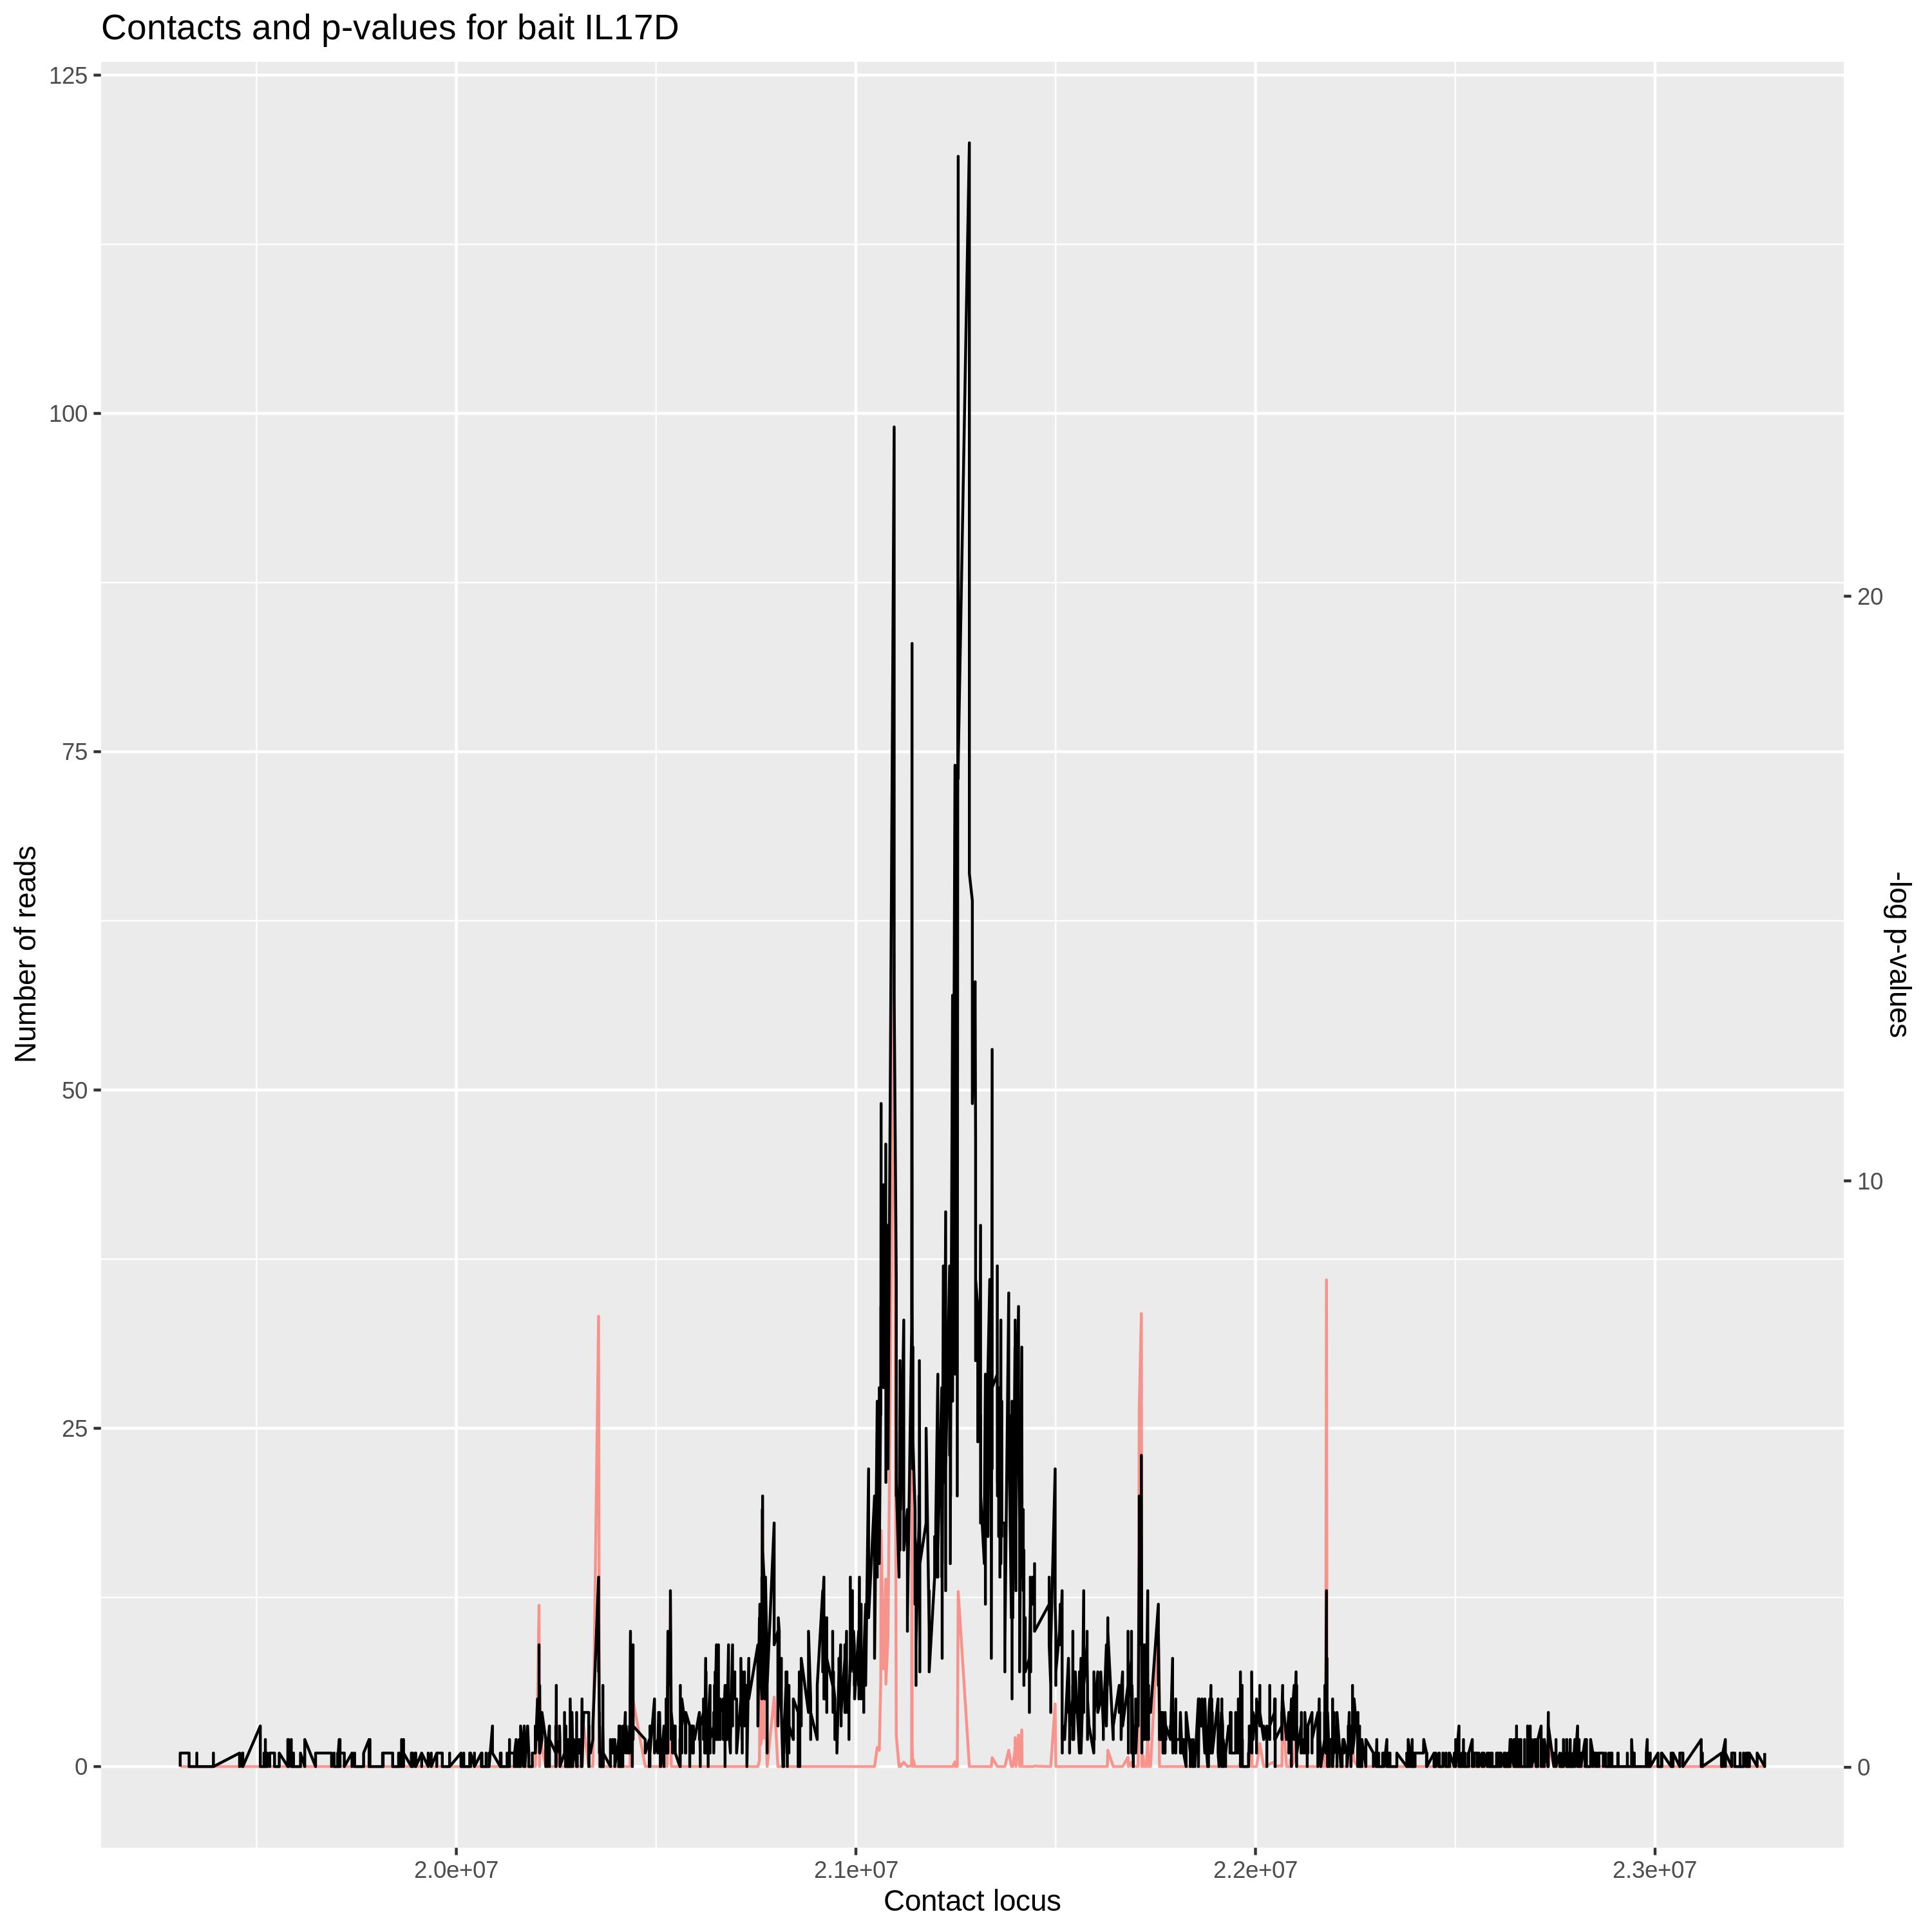 Contacts and p-values for bait IL17D
125
100
75
50
25
0
Number of reads
20
10
0
-log p-values
2.0e+07
2.1e+07
2.2e+07
2.3e+07
Contact locus